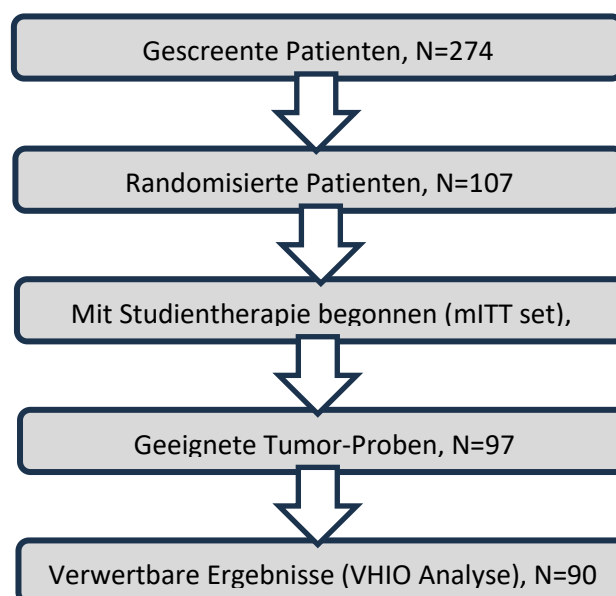 Gescreente Patienten, N=274
Randomisierte Patienten, N=107
Mit Studientherapie begonnen (mITT set),
Geeignete Tumor-Proben, N=97
Verwertbare Ergebnisse (VHIO Analyse), N=90